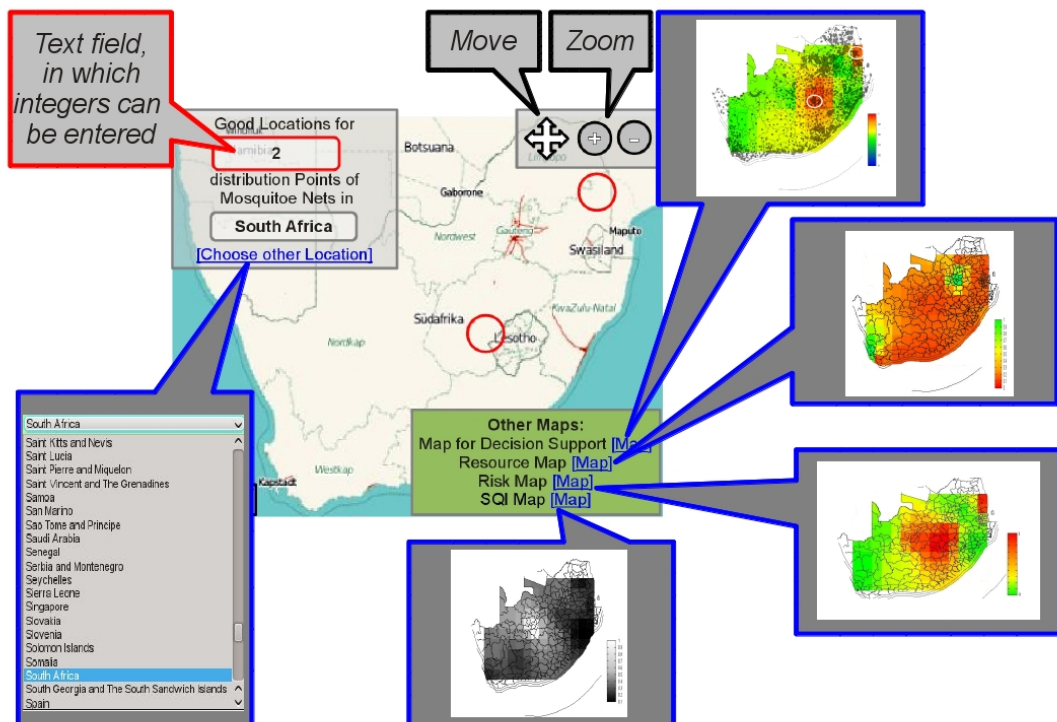 Text field,
in which
integers can
be entered
Move
Zoom
Good Locations for
Windhuk
Namibia
2
distribution Points of
Mosquitoe Nets in
South Africa
[Choose other Location]
Botsuana
Gaborone
Limpopo
Nordwest
Gauteng
Maputo
Swasiland
KwaZulu-Natal
Südafrika
Lesotho
Nordkap
Westkap
Kapstadt
Other Maps:
Map for Decision Support [Map]
Resource Map [Map]
Risk Map [Map]
SQI Map [Map]
South Africa
Saint Kitts and Nevis
Saint Lucia
Saint Pierre and Miquelon
Saint Vincent and The Grenadines
Samoa
San Marino
Sao Tome and Principe
Saudi Arabia
Senegal
Serbia and Montenegro
Seychelles
Sierra Leone
Singapore
Slovakia
Slovenia
Solomon Islands
Somalia
South Africa
South Georgia and The South Sandwich Islands
Spain